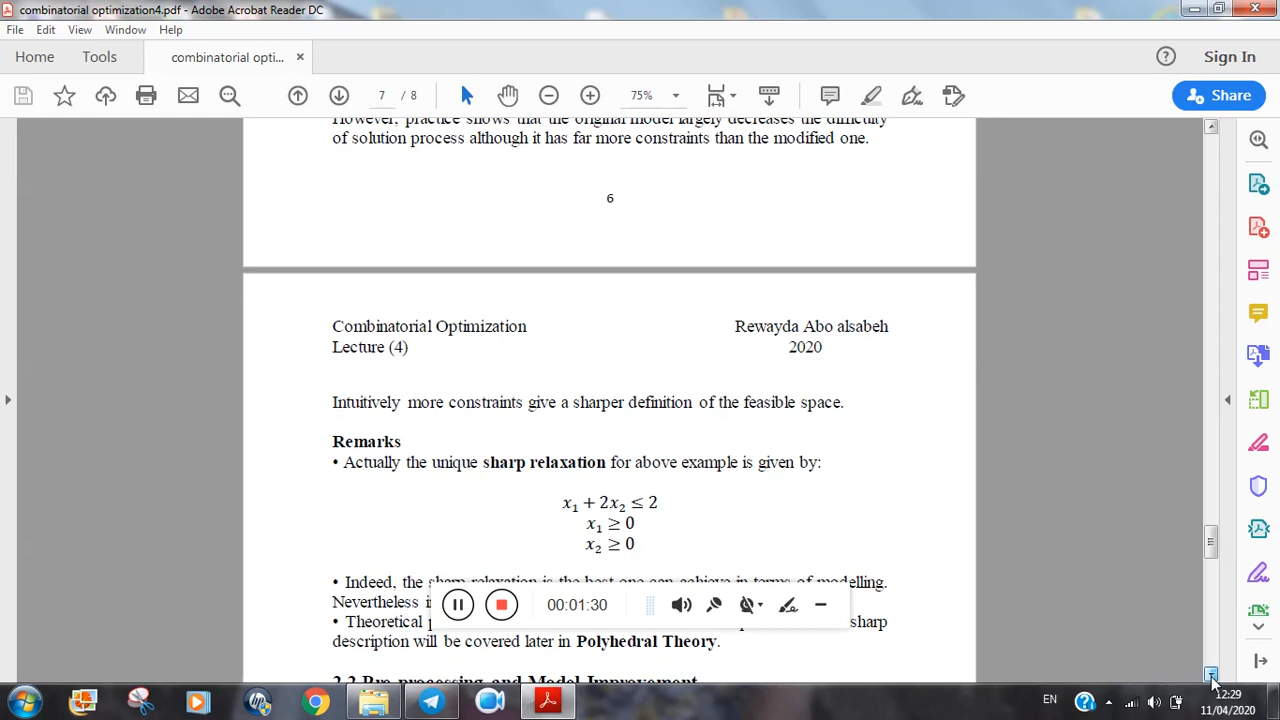 combinatorial optimization4.pdf - Adobe Acrobat Reader DC
File Edit View Window Help
Home Tools combinatorial opti... × Sign In
7 / 8 75% Share
However, practice shows that the original model largely decreases the difficulty
of solution process although it has far more constraints than the modified one.
6
Combinatorial Optimization Rewayda Abo alsabeh
Lecture (4) 2020
Intuitively more constraints give a sharper definition of the feasible space.
Remarks
• Actually the unique sharp relaxation for above example is given by:
x₁ + 2x₂ ≤ 2
x₁ ≥ 0
x₂ ≥ 0
• Indeed, the sharp relaxation is the best one can achieve in terms of modelling.
Nevertheless
• Theoretical sharp
description will be covered later in Polyhedral Theory.
2.2 Pre-processing and Model Improvement
00:01:30
EN 12:29
11/04/2020